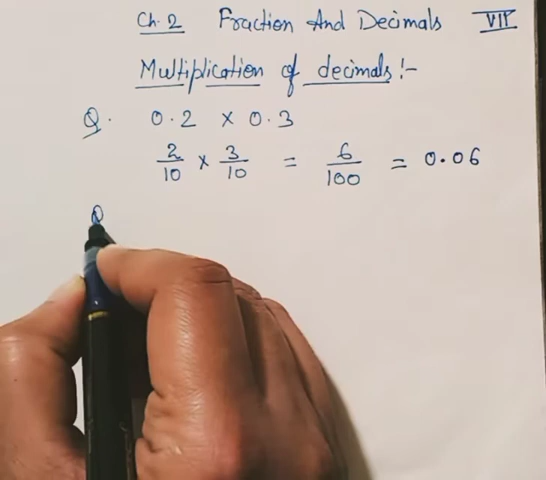 Ch. 2 Fraction And Decimals VII
Multiplication of decimals :-
Q. 0.2 × 0.3
2/10 × 3/10 = 6/100 = 0.06
Q